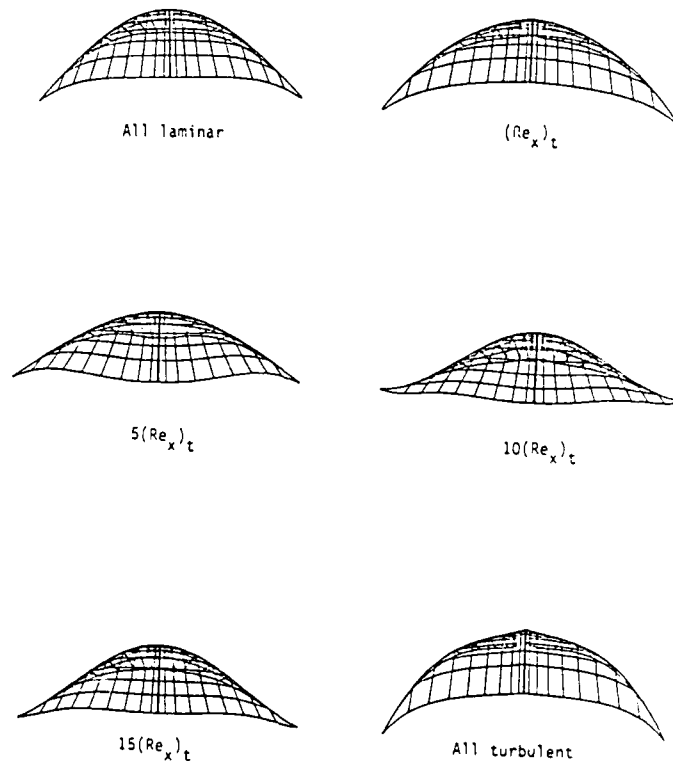 All laminar
(Re_x)_t
5(Re_x)_t
10(Re_x)_t
15(Re_x)_t
All turbulent